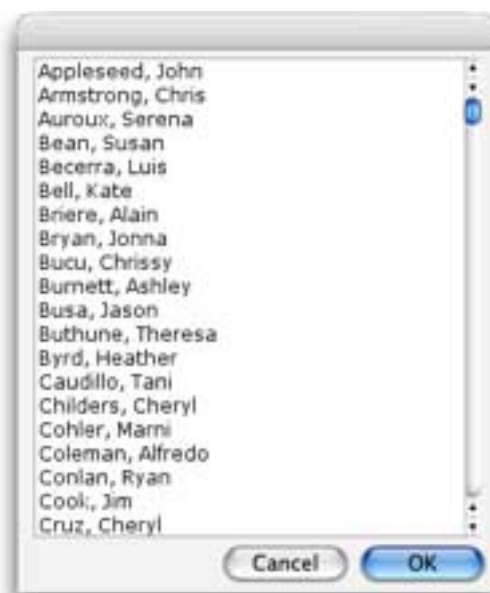 Appleseed, John
Armstrong, Chris
Auroux, Serena
Bean, Susan
Becerra, Luis
Bell, Kate
Briere, Alain
Bryan, Jonna
Bucu, Chrissy
Burnett, Ashley
Busa, Jason
Buthune, Theresa
Byrd, Heather
Caudillo, Tani
Childers, Cheryl
Cohler, Marni
Coleman, Alfredo
Conlan, Ryan
Cook, Jim
Cruz, Cheryl
Cancel OK